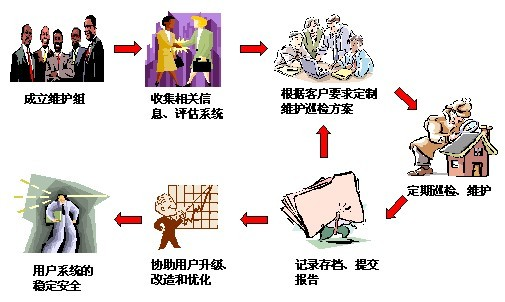 成立维护组
收集相关信
息、评估系统
根据客户要求定制
维护巡检方案
定期巡检、维护
记录存档、提交
报告
协助用户升级、
改造和优化
用户系统的
稳定安全